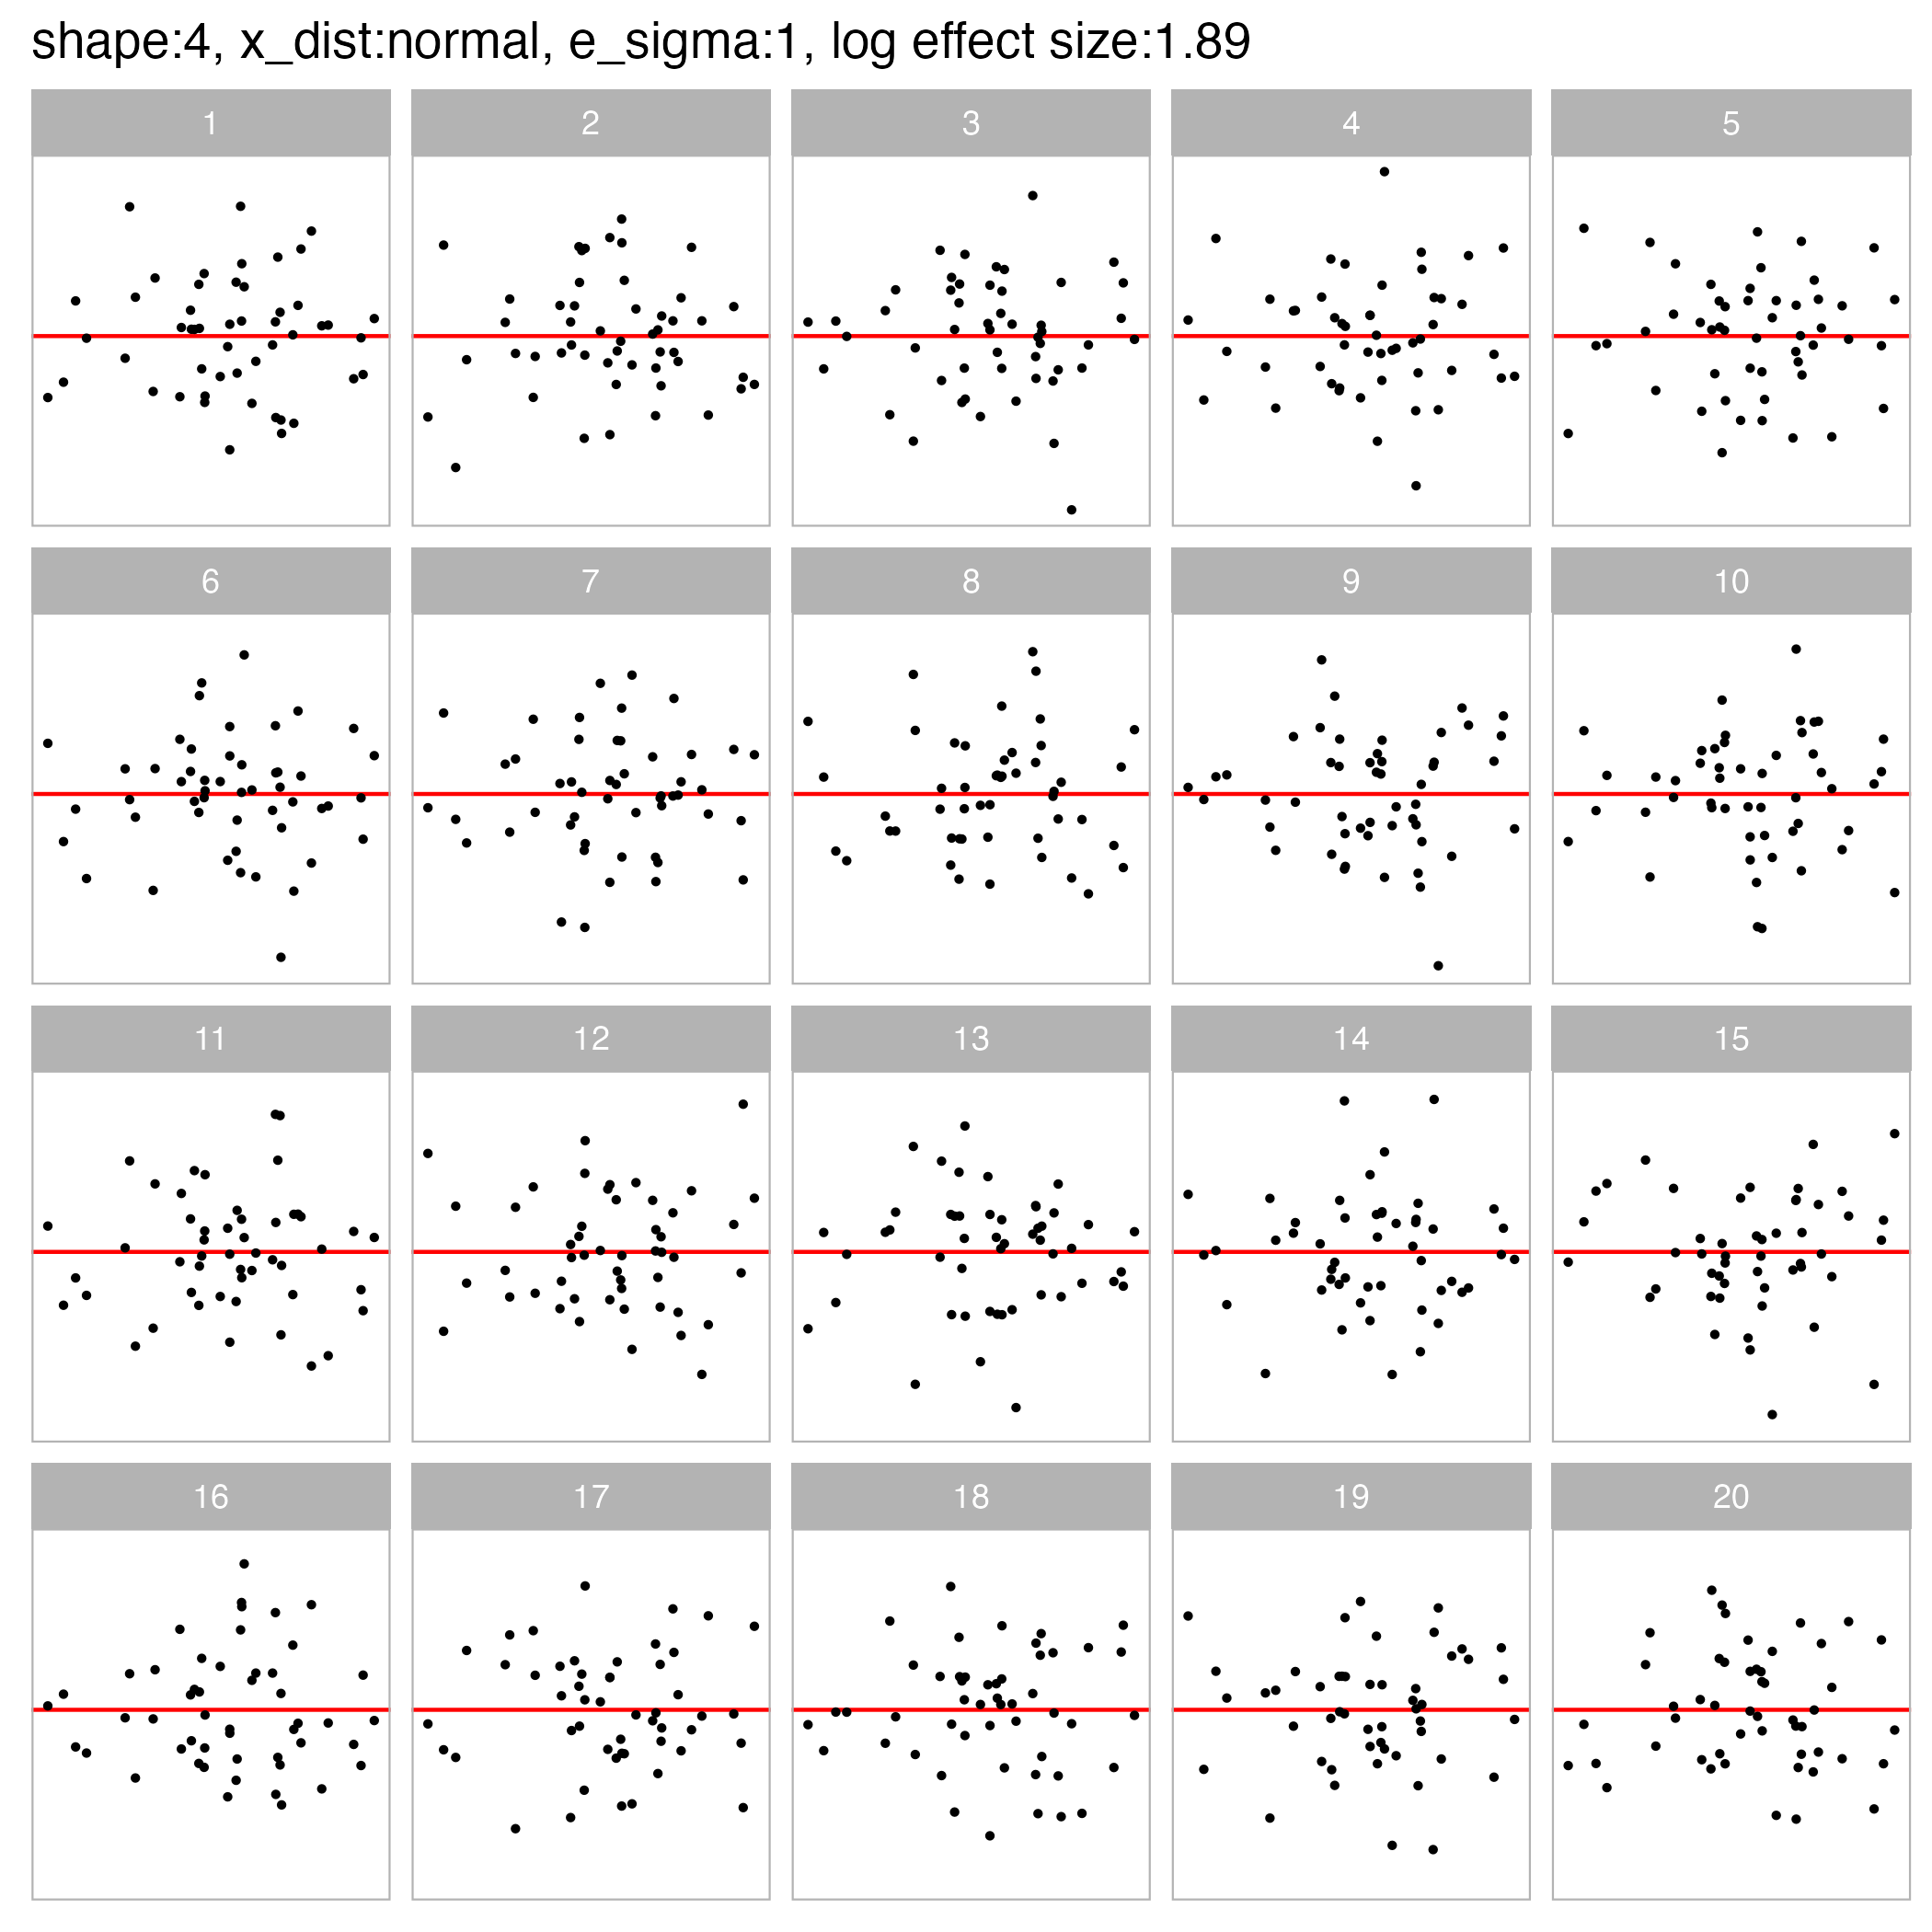 shape:4, x_dist:normal, e_sigma:1, log effect size:1.89
1 2 3 4 5
6 7 8 9 10
11 12 13 14 15
16 17 18 19 20